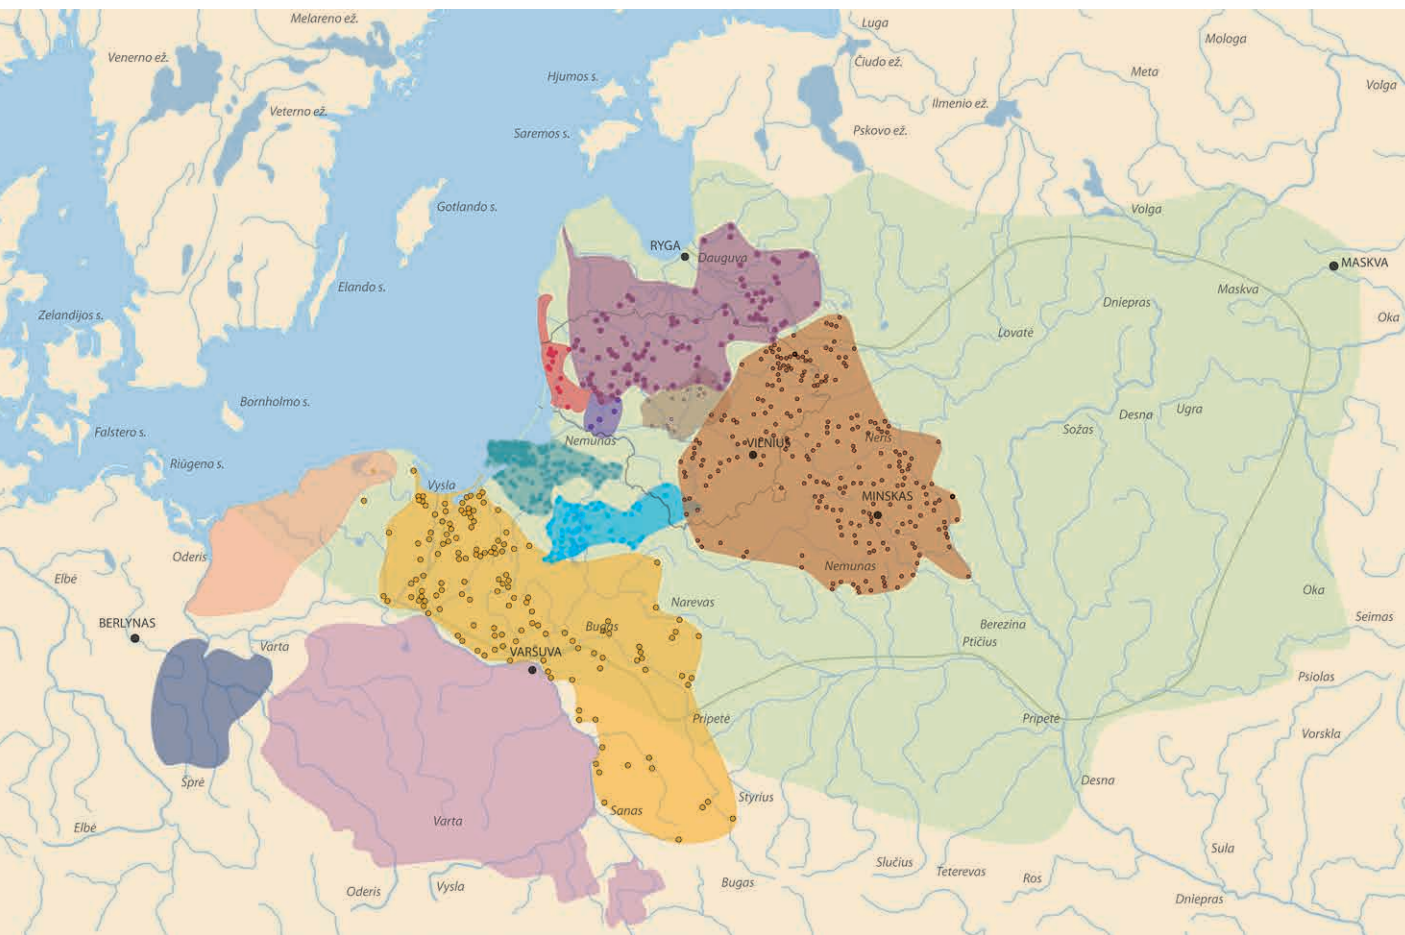 Melareno ež.
Luga
Mologa
Venerno ež.
Čiudo ež.
Meta
Hjumos s.
Volga
Veterno ež.
Ilmenio ež.
Saremos s.
Pskovo ež.
Gotlando s.
Volga
RYGA
Dauguva
MASKVA
Elando s.
Maskva
Dniepras
Zelandijos s.
Oka
Lovatė
Bornholmo s.
Ugra
Desna
Falstero s.
Sožas
Nemunas
VILNIUS
Neris
Riùgeno s.
Vysla
MINSKAS
Oderis
Nemunas
Elbė
Oka
Narevas
Seimas
BERLYNAS
Bugas
Berezina
Ptičius
Varta
VARŠUVA
Psiolas
Pripetė
Pripetė
Vorskla
Šprė
Desna
Styrius
Sanas
Elbė
Varta
Sula
Slučius
Teterevas
Ros
Oderis
Vysla
Bugas
Dniepras